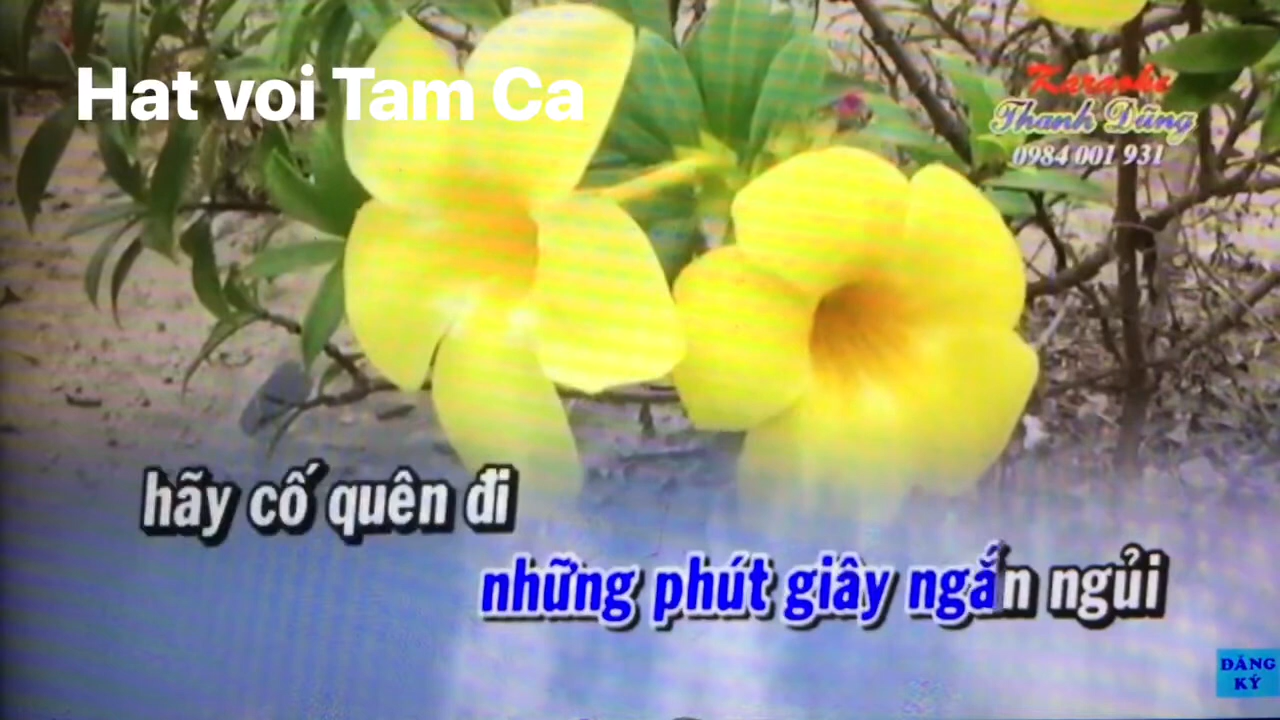 Hat voi Tam Ca
Karaoke
Thanh Dũng
0984 001 931
hãy cố quên đi
những phút giây ngắn ngủi
ĐĂNG
KÝ